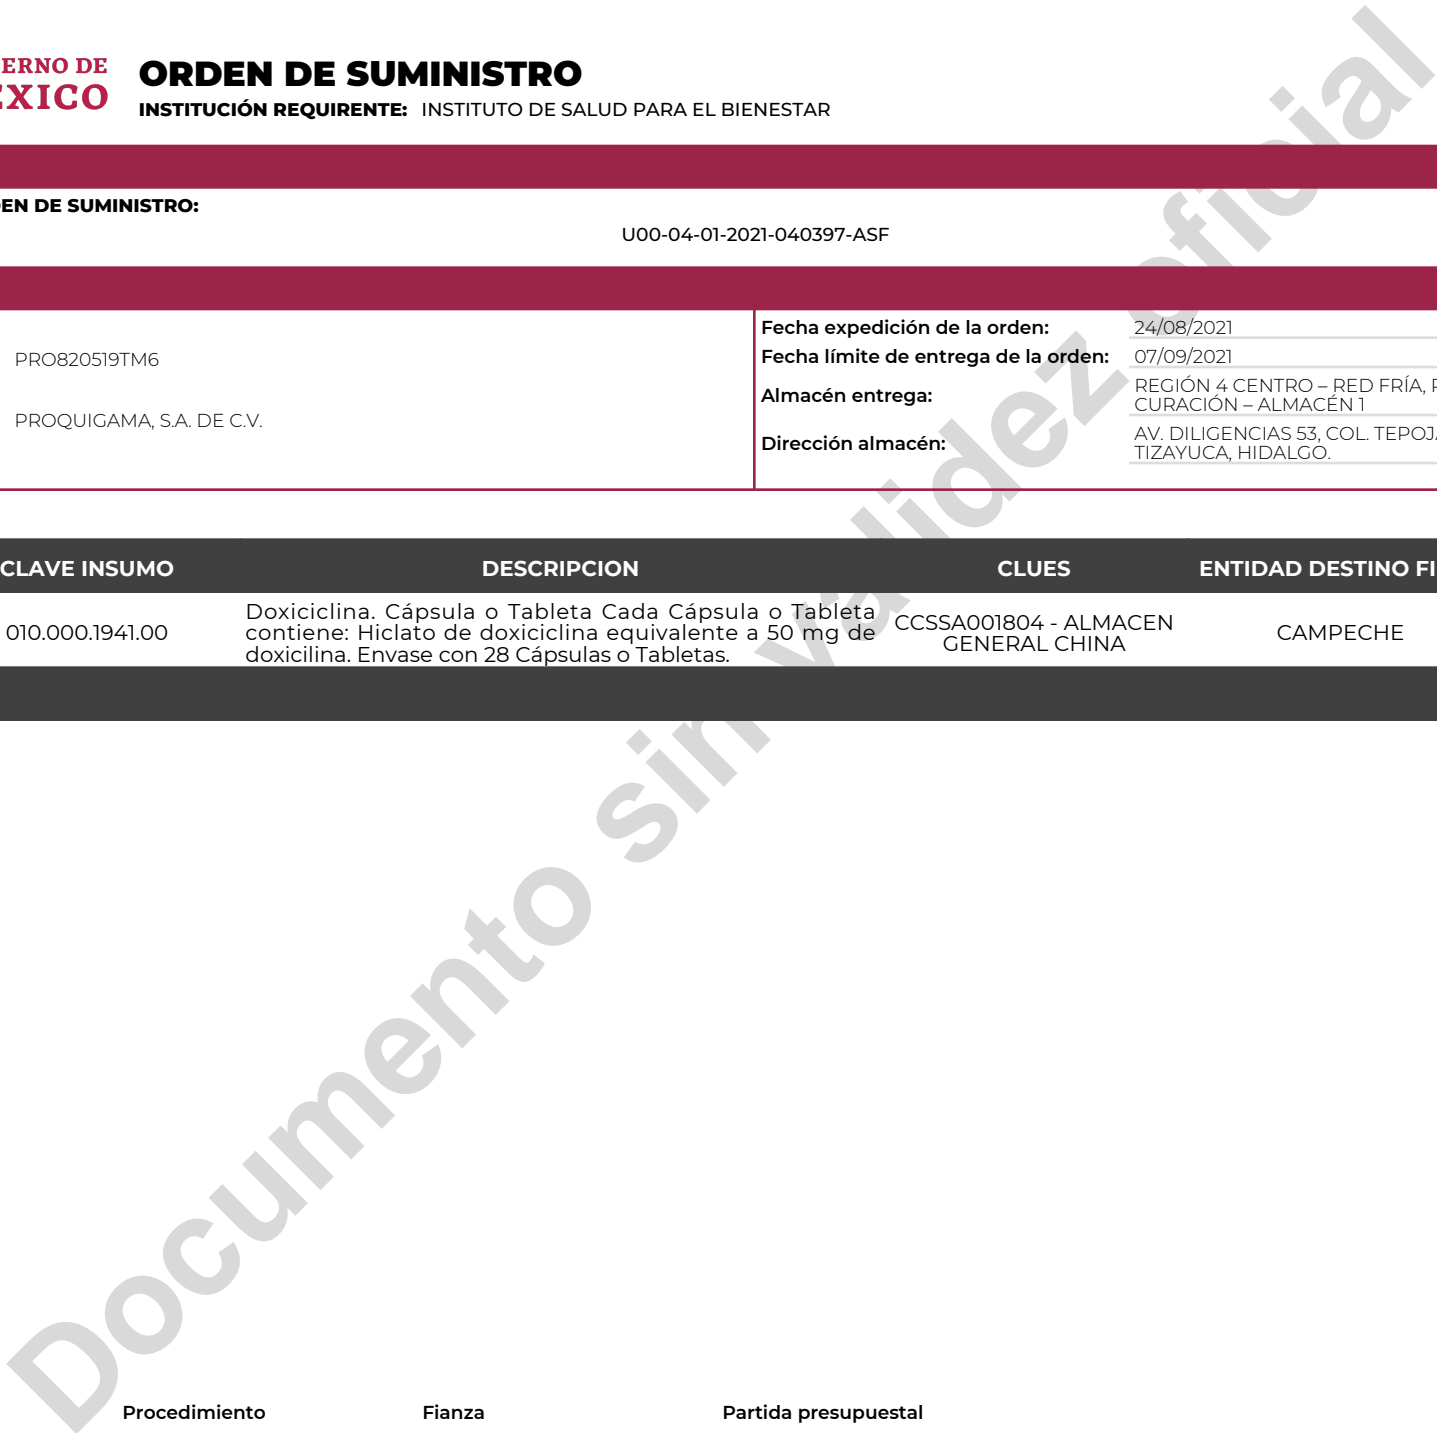 ERNO DE
EXICO
ORDEN DE SUMINISTRO
INSTITUCIÓN REQUIRENTE: INSTITUTO DE SALUD PARA EL BIENESTAR
EN DE SUMINISTRO:
U00-04-01-2021-040397-ASF
PRO820519TM6
PROQUIGAMA, S.A. DE C.V.
Fecha expedición de la orden: 24/08/2021
Fecha límite de entrega de la orden: 07/09/2021
Almacén entrega: REGIÓN 4 CENTRO – RED FRÍA,
CURACIÓN – ALMACÉN 1
Dirección almacén: AV. DILIGENCIAS 53, COL. TEPOJ
TIZAYUCA, HIDALGO.
CLAVE INSUMO DESCRIPCION CLUES ENTIDAD DESTINO FI
010.000.1941.00
Doxiciclina. Cápsula o Tableta Cada Cápsula o Tableta
contiene: Hiclato de doxiciclina equivalente a 50 mg de
doxicilina. Envase con 28 Cápsulas o Tabletas.
CCSSA001804 - ALMACEN
GENERAL CHINA
CAMPECHE
Documento sin validez oficial
Procedimiento Fianza Partida presupuestal